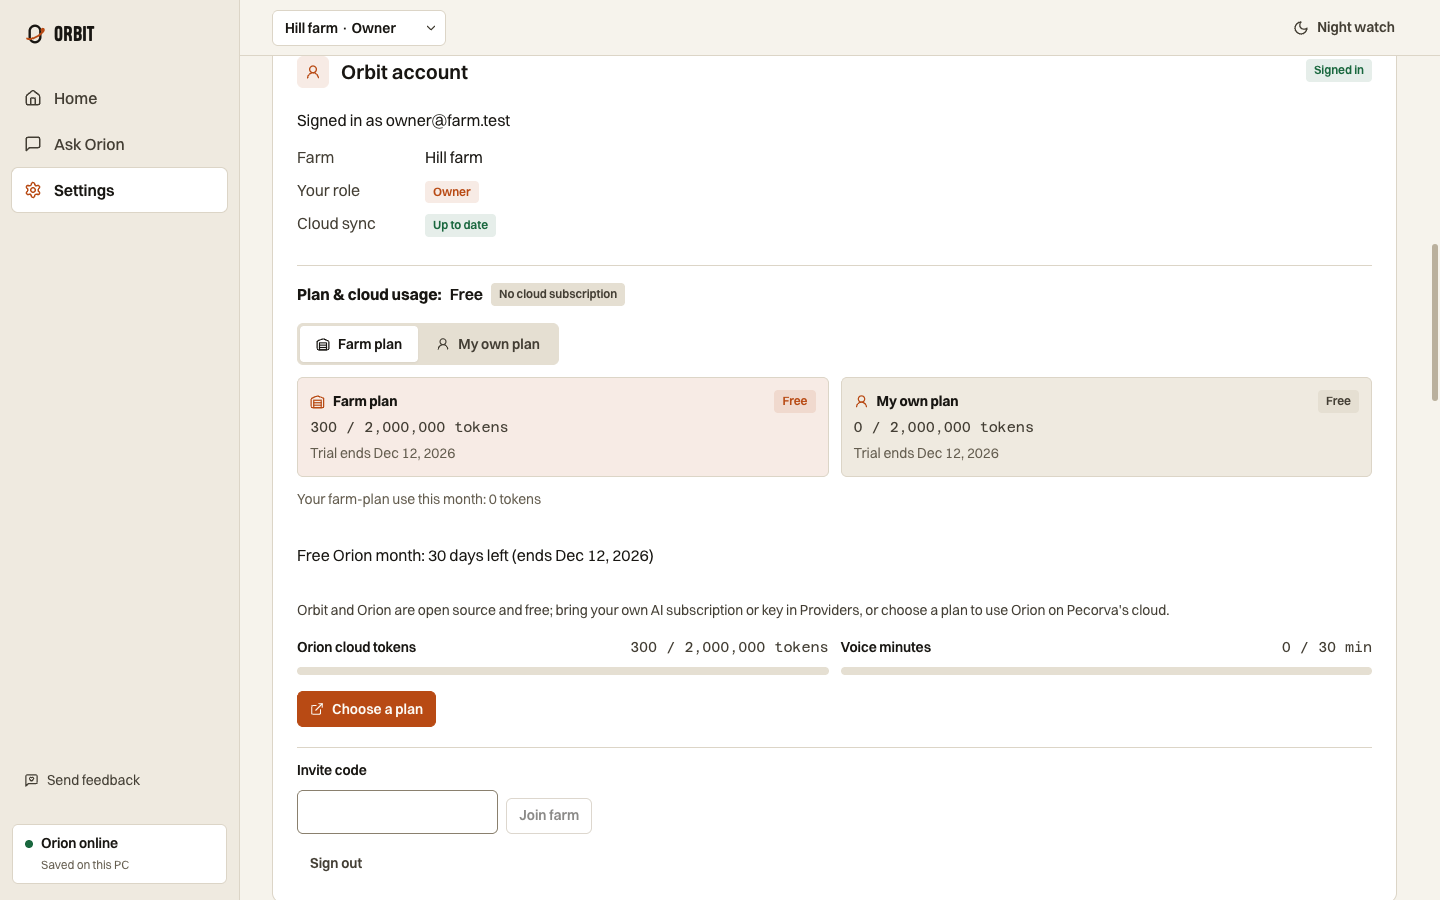 ORBIT
Hill farm · Owner
Night watch
Home
Ask Orion
Settings
Orbit account
Signed in
Signed in as owner@farm.test
Farm Hill farm
Your role Owner
Cloud sync Up to date
Plan & cloud usage: Free No cloud subscription
Farm plan My own plan
Farm plan Free
300 / 2,000,000 tokens
Trial ends Dec 12, 2026
My own plan Free
0 / 2,000,000 tokens
Trial ends Dec 12, 2026
Your farm-plan use this month: 0 tokens
Free Orion month: 30 days left (ends Dec 12, 2026)
Orbit and Orion are open source and free; bring your own AI subscription or key in Providers, or choose a plan to use Orion on Pecorva's cloud.
Orion cloud tokens 300 / 2,000,000 tokens
Voice minutes 0 / 30 min
Choose a plan
Invite code
Join farm
Sign out
Send feedback
Orion online
Saved on this PC